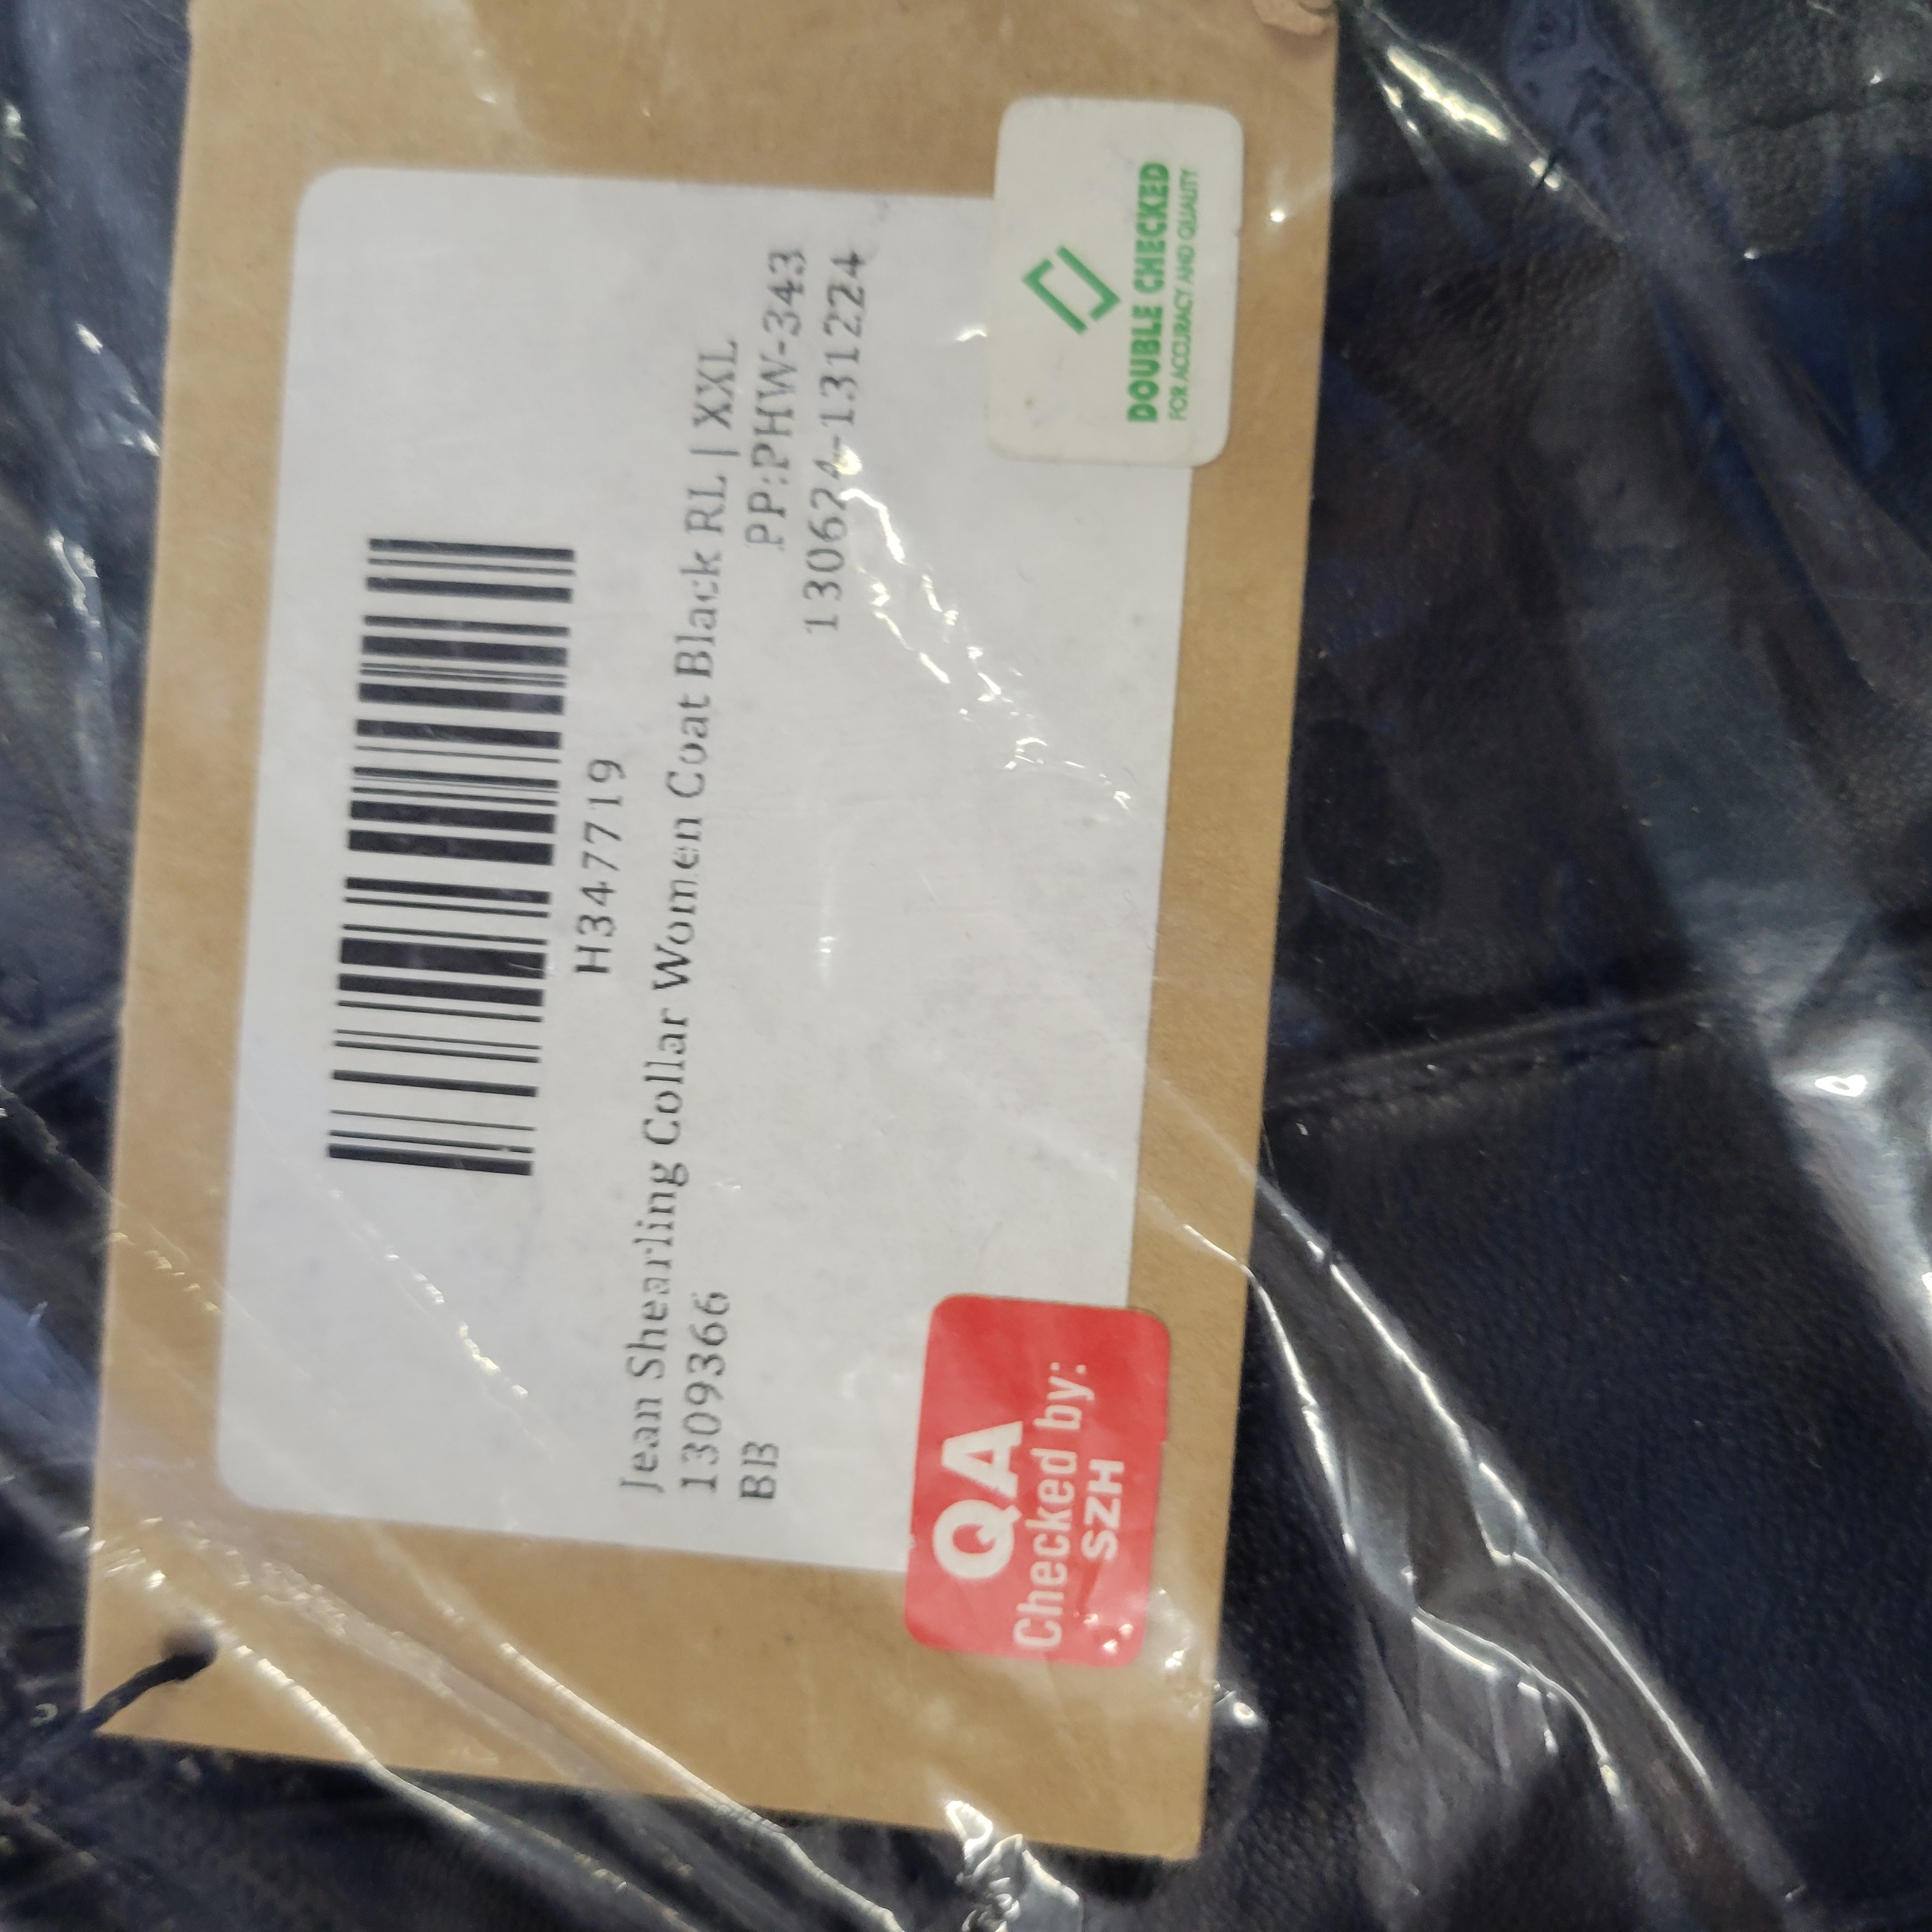 H347719
Jean Shearling Collar Women Coat Black RL | XXL
1309366
PP:PHW-343
BB
130624-131224
QA
Checked by:
SZH
DOUBLE CHECKED
FOR ACCURACY AND QUALITY